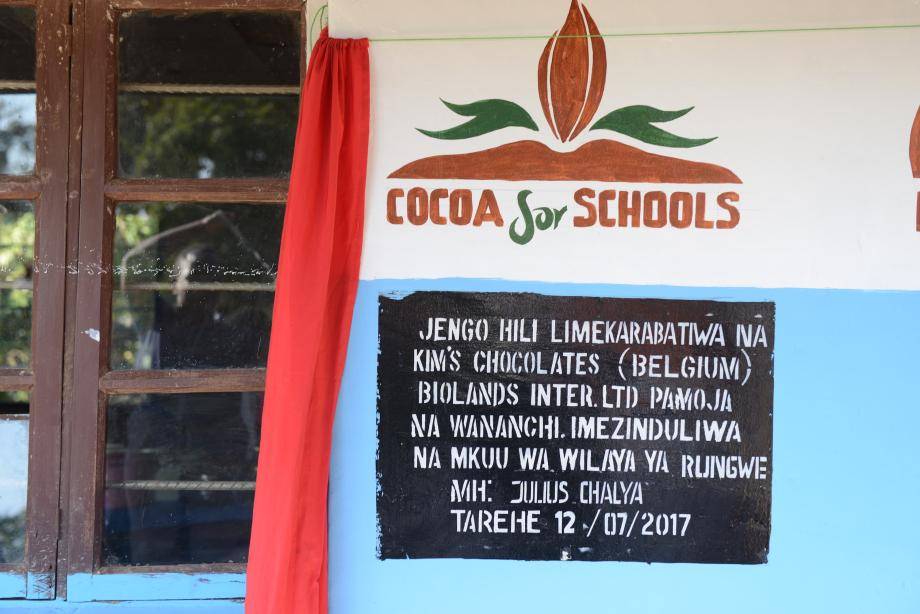 COCOA for SCHOOLS
JENGO HILI LIMEKARABATIWA NA
KIM'S CHOCOLATES (BELGIUM)
BIOLANDS INTER.LTD PAMOJA
NA WANANCHI.IMEZINDULIWA
NA MKUU WA WILAYA YA RUNGWE
MH: JULIUS CHALYA
TAREHE 12/07/2017